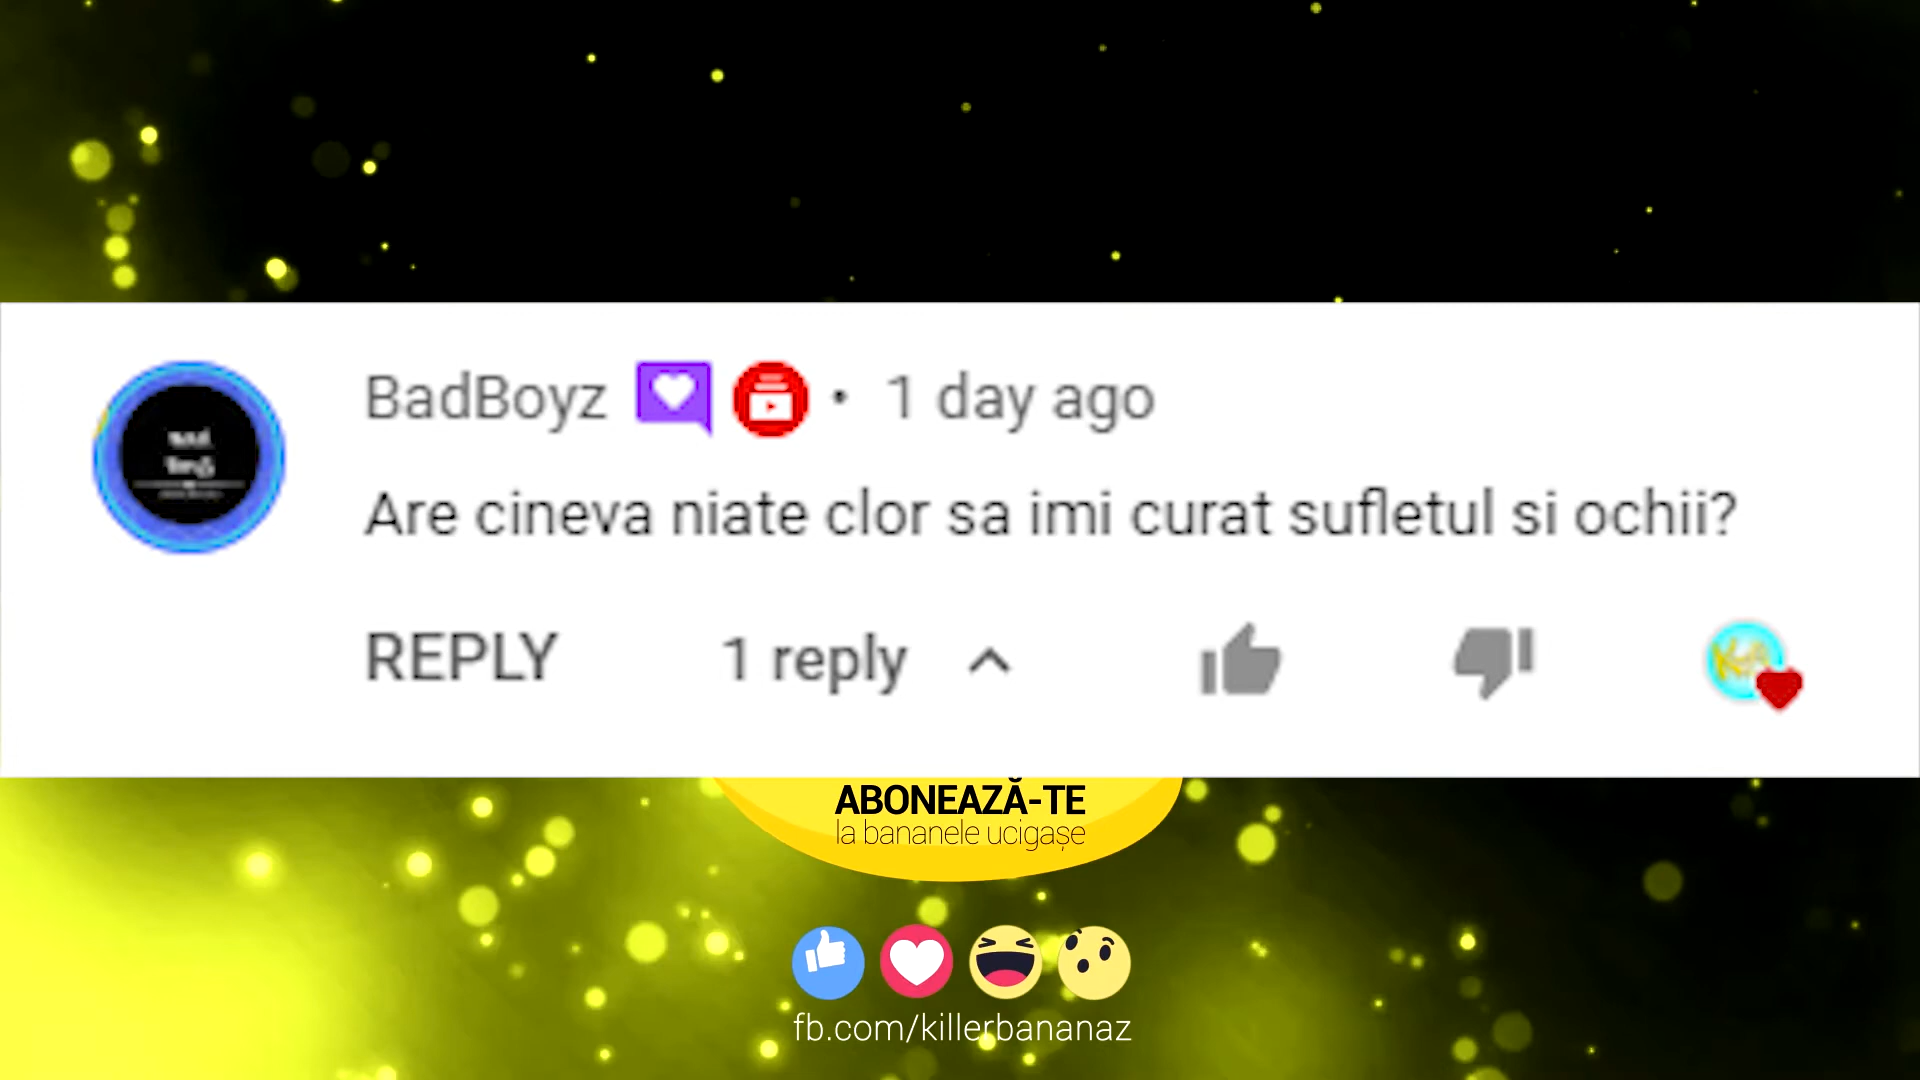 BadBoyz • 1 day ago
Are cineva niate clor sa imi curat sufletul si ochii?
REPLY 1 reply
ABONEAZĂ-TE
la bananele ucigașe
fb.com/killerbananaz